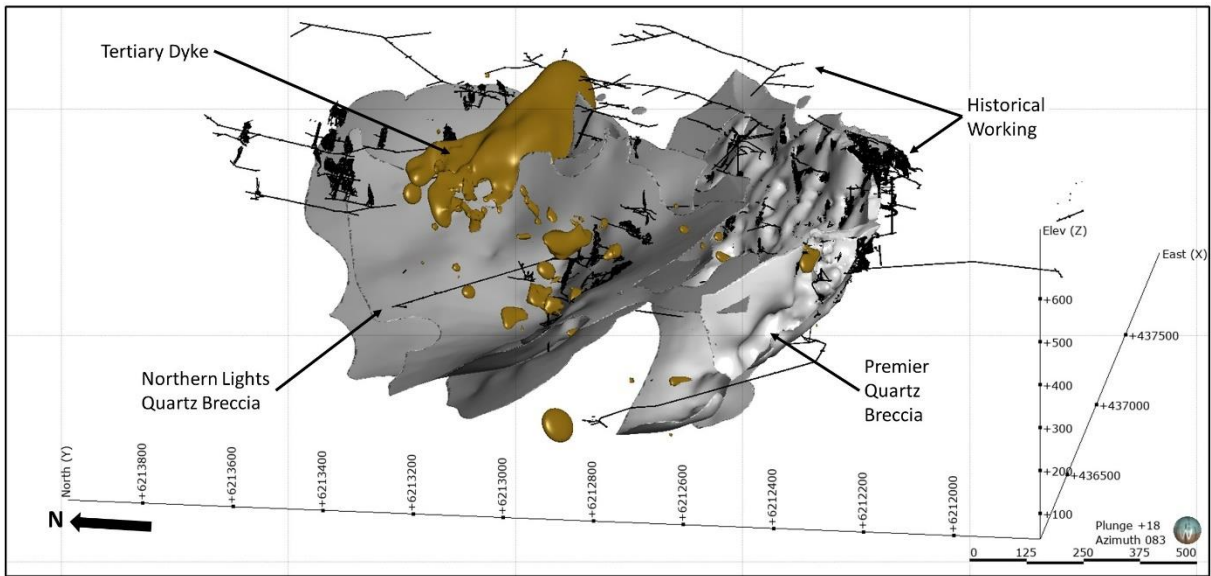 Tertiary Dyke
Historical
Working
Elev (Z)
East (X)
+600
+500
+400
+300
+200
+100
+437500
+437000
+436500
Northern Lights
Quartz Breccia
Premier
Quartz
Breccia
North (Y)
+6213800
+6213600
+6213400
+6213200
+6213000
+6212800
+6212600
+6212400
+6212200
+6212000
N
Plunge +18
Azimuth 083
0 125 250 375 500